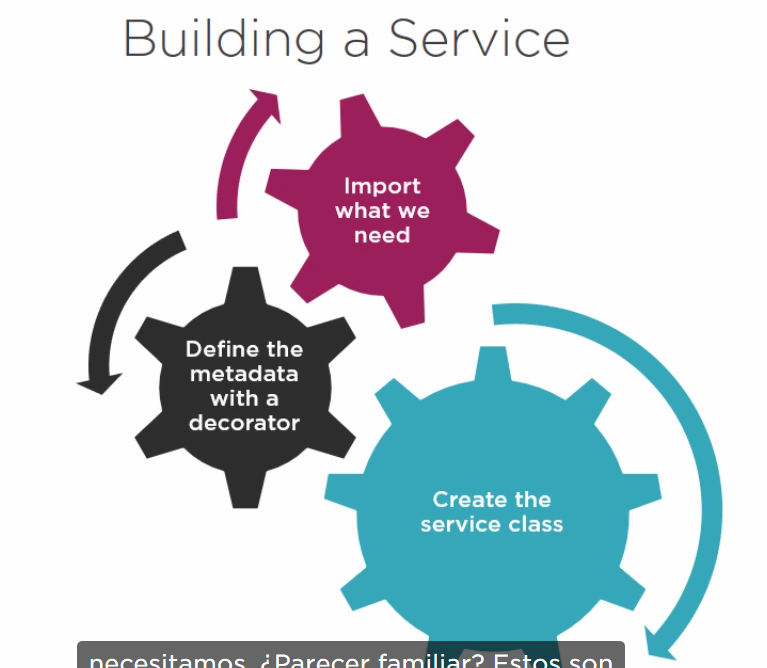 Building a Service
Import
what we
need
Define the
metadata
with a
decorator
Create the
service class
necesitamos. ¿Parecer familiar? Estos son